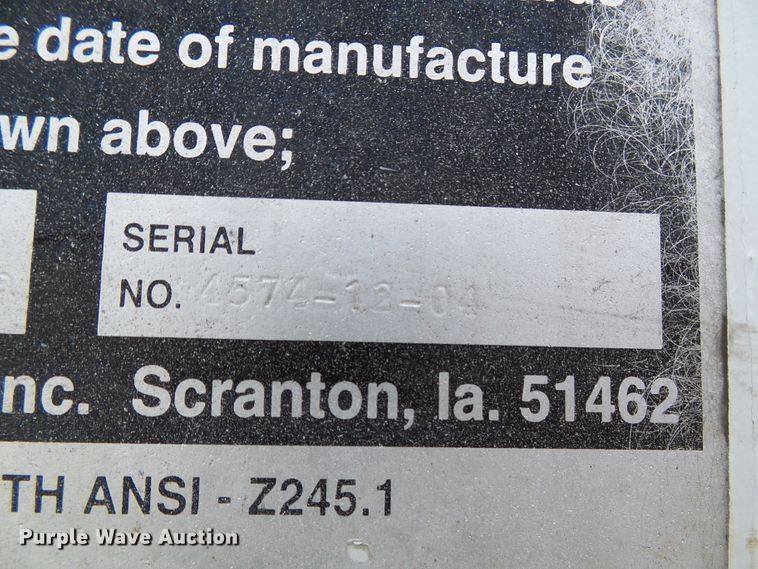 e date of manufacture
wn above;
SERIAL
NO. 4574-12-04
nc. Scranton, Ia. 51462
TH ANSI - Z245.1
Purple Wave Auction